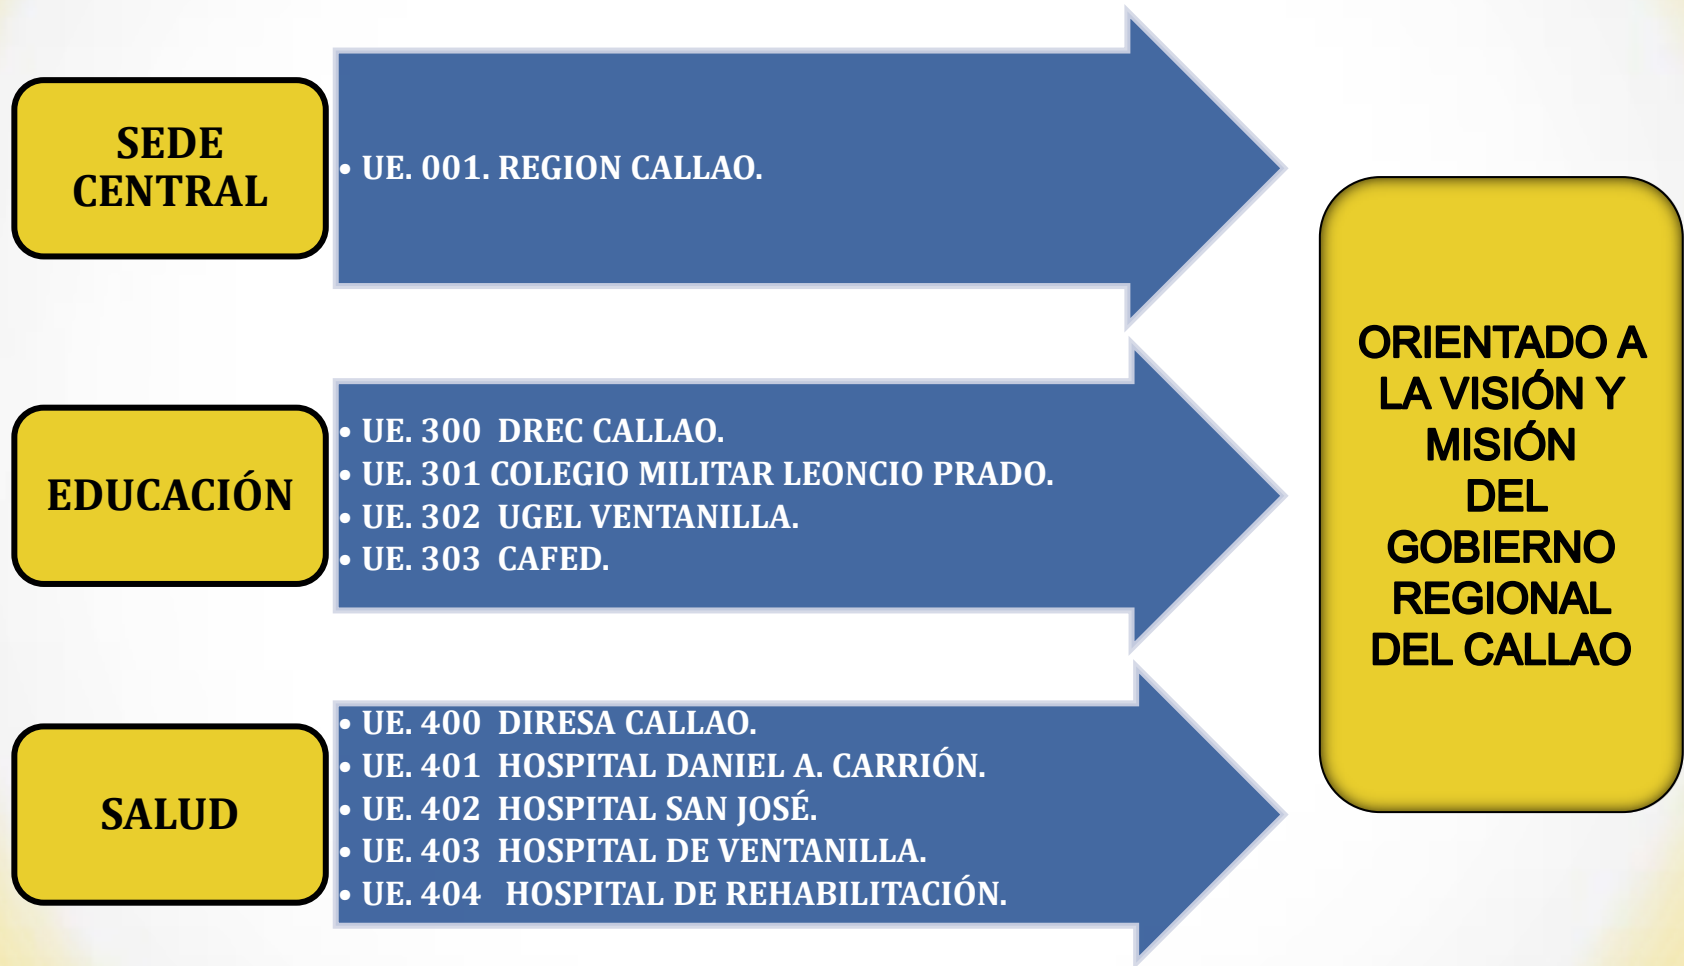 SEDE
CENTRAL
• UE. 001. REGION CALLAO.
EDUCACIÓN
• UE. 300 DREC CALLAO.
• UE. 301 COLEGIO MILITAR LEONCIO PRADO.
• UE. 302 UGEL VENTANILLA.
• UE. 303 CAFED.
SALUD
• UE. 400 DIRESA CALLAO.
• UE. 401 HOSPITAL DANIEL A. CARRIÓN.
• UE. 402 HOSPITAL SAN JOSÉ.
• UE. 403 HOSPITAL DE VENTANILLA.
• UE. 404 HOSPITAL DE REHABILITACIÓN.
ORIENTADO A
LA VISIÓN Y
MISIÓN
DEL
GOBIERNO
REGIONAL
DEL CALLAO